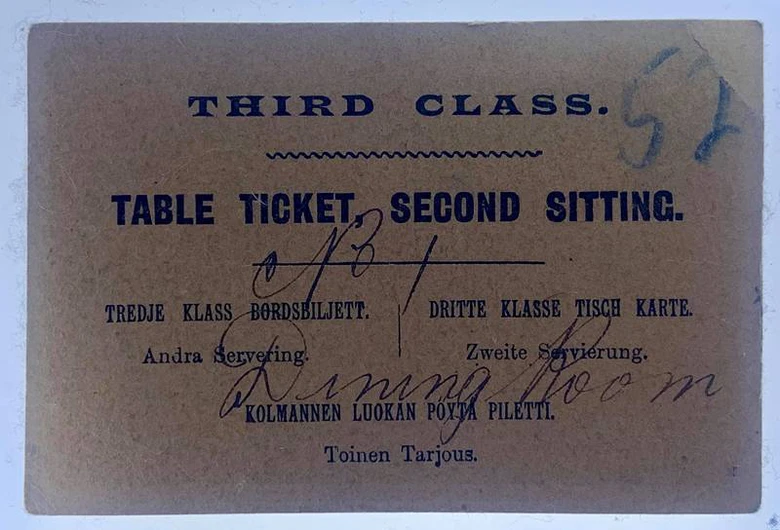 THIRD CLASS.
52
TABLE TICKET, SECOND SITTING.
No 1
TREDJE KLASS BORDSBILJETT.
Andra Servering.
DRITTE KLASSE TISCH KARTE.
Zweite Servierung.
Dining Room
KOLMANNEN LUOKAN PÖYTÄ PILETTI.
Toinen Tarjous.